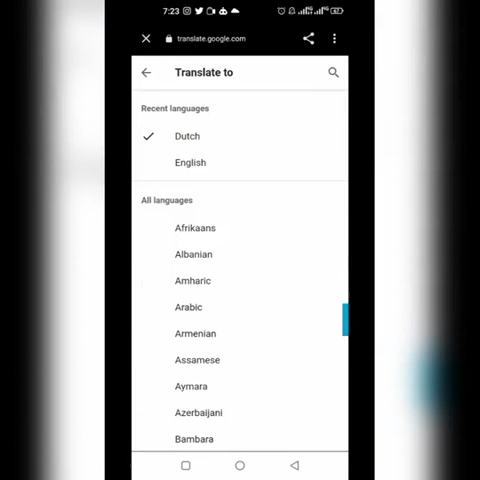 7:23
translate.google.com
Translate to
Recent languages
Dutch
English
All languages
Afrikaans
Albanian
Amharic
Arabic
Armenian
Assamese
Aymara
Azerbaijani
Bambara